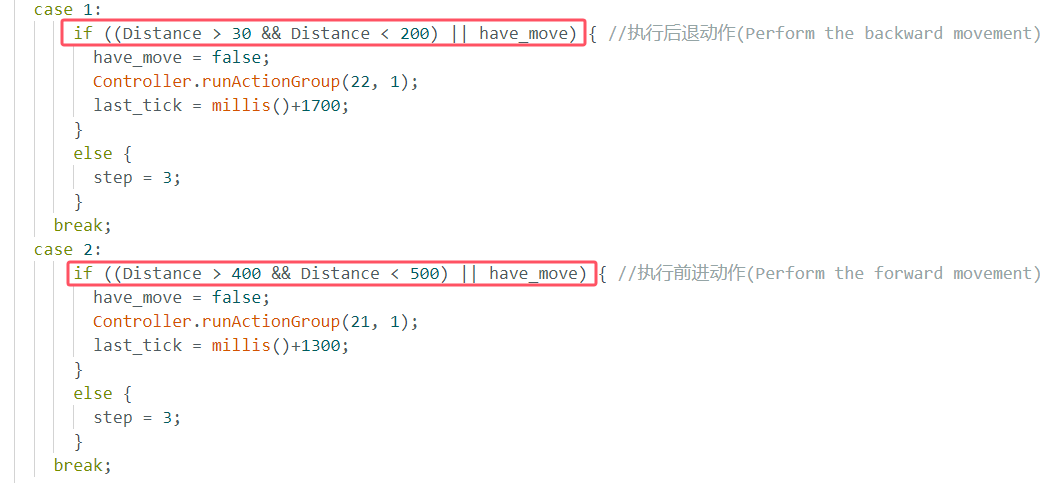 case 1:
if ((Distance > 30 && Distance < 200) || have_move) { //执行后退动作(Perform the backward movement)
have_move = false;
Controller.runActionGroup(22, 1);
last_tick = millis()+1700;
}
else {
step = 3;
}
break;
case 2:
if ((Distance > 400 && Distance < 500) || have_move) { //执行前进动作(Perform the forward movement)
have_move = false;
Controller.runActionGroup(21, 1);
last_tick = millis()+1300;
}
else {
step = 3;
}
break;